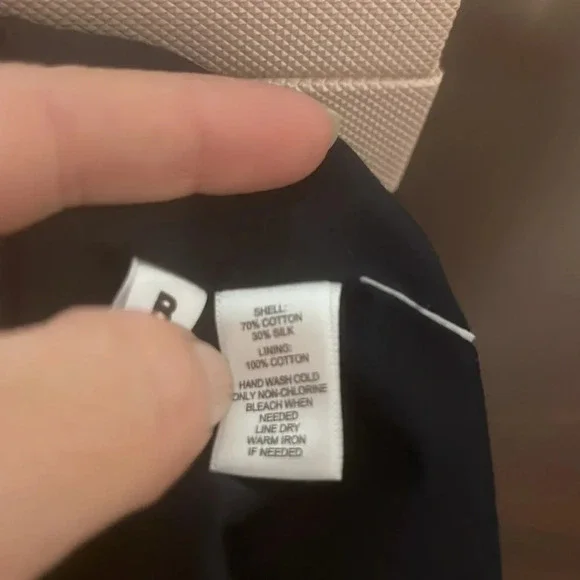 R
SHELL:
70% COTTON
30% SILK
LINING:
100% COTTON
HAND WASH COLD
ONLY NON-CHLORINE
BLEACH WHEN
NEEDED
LINE DRY
WARM IRON
IF NEEDED